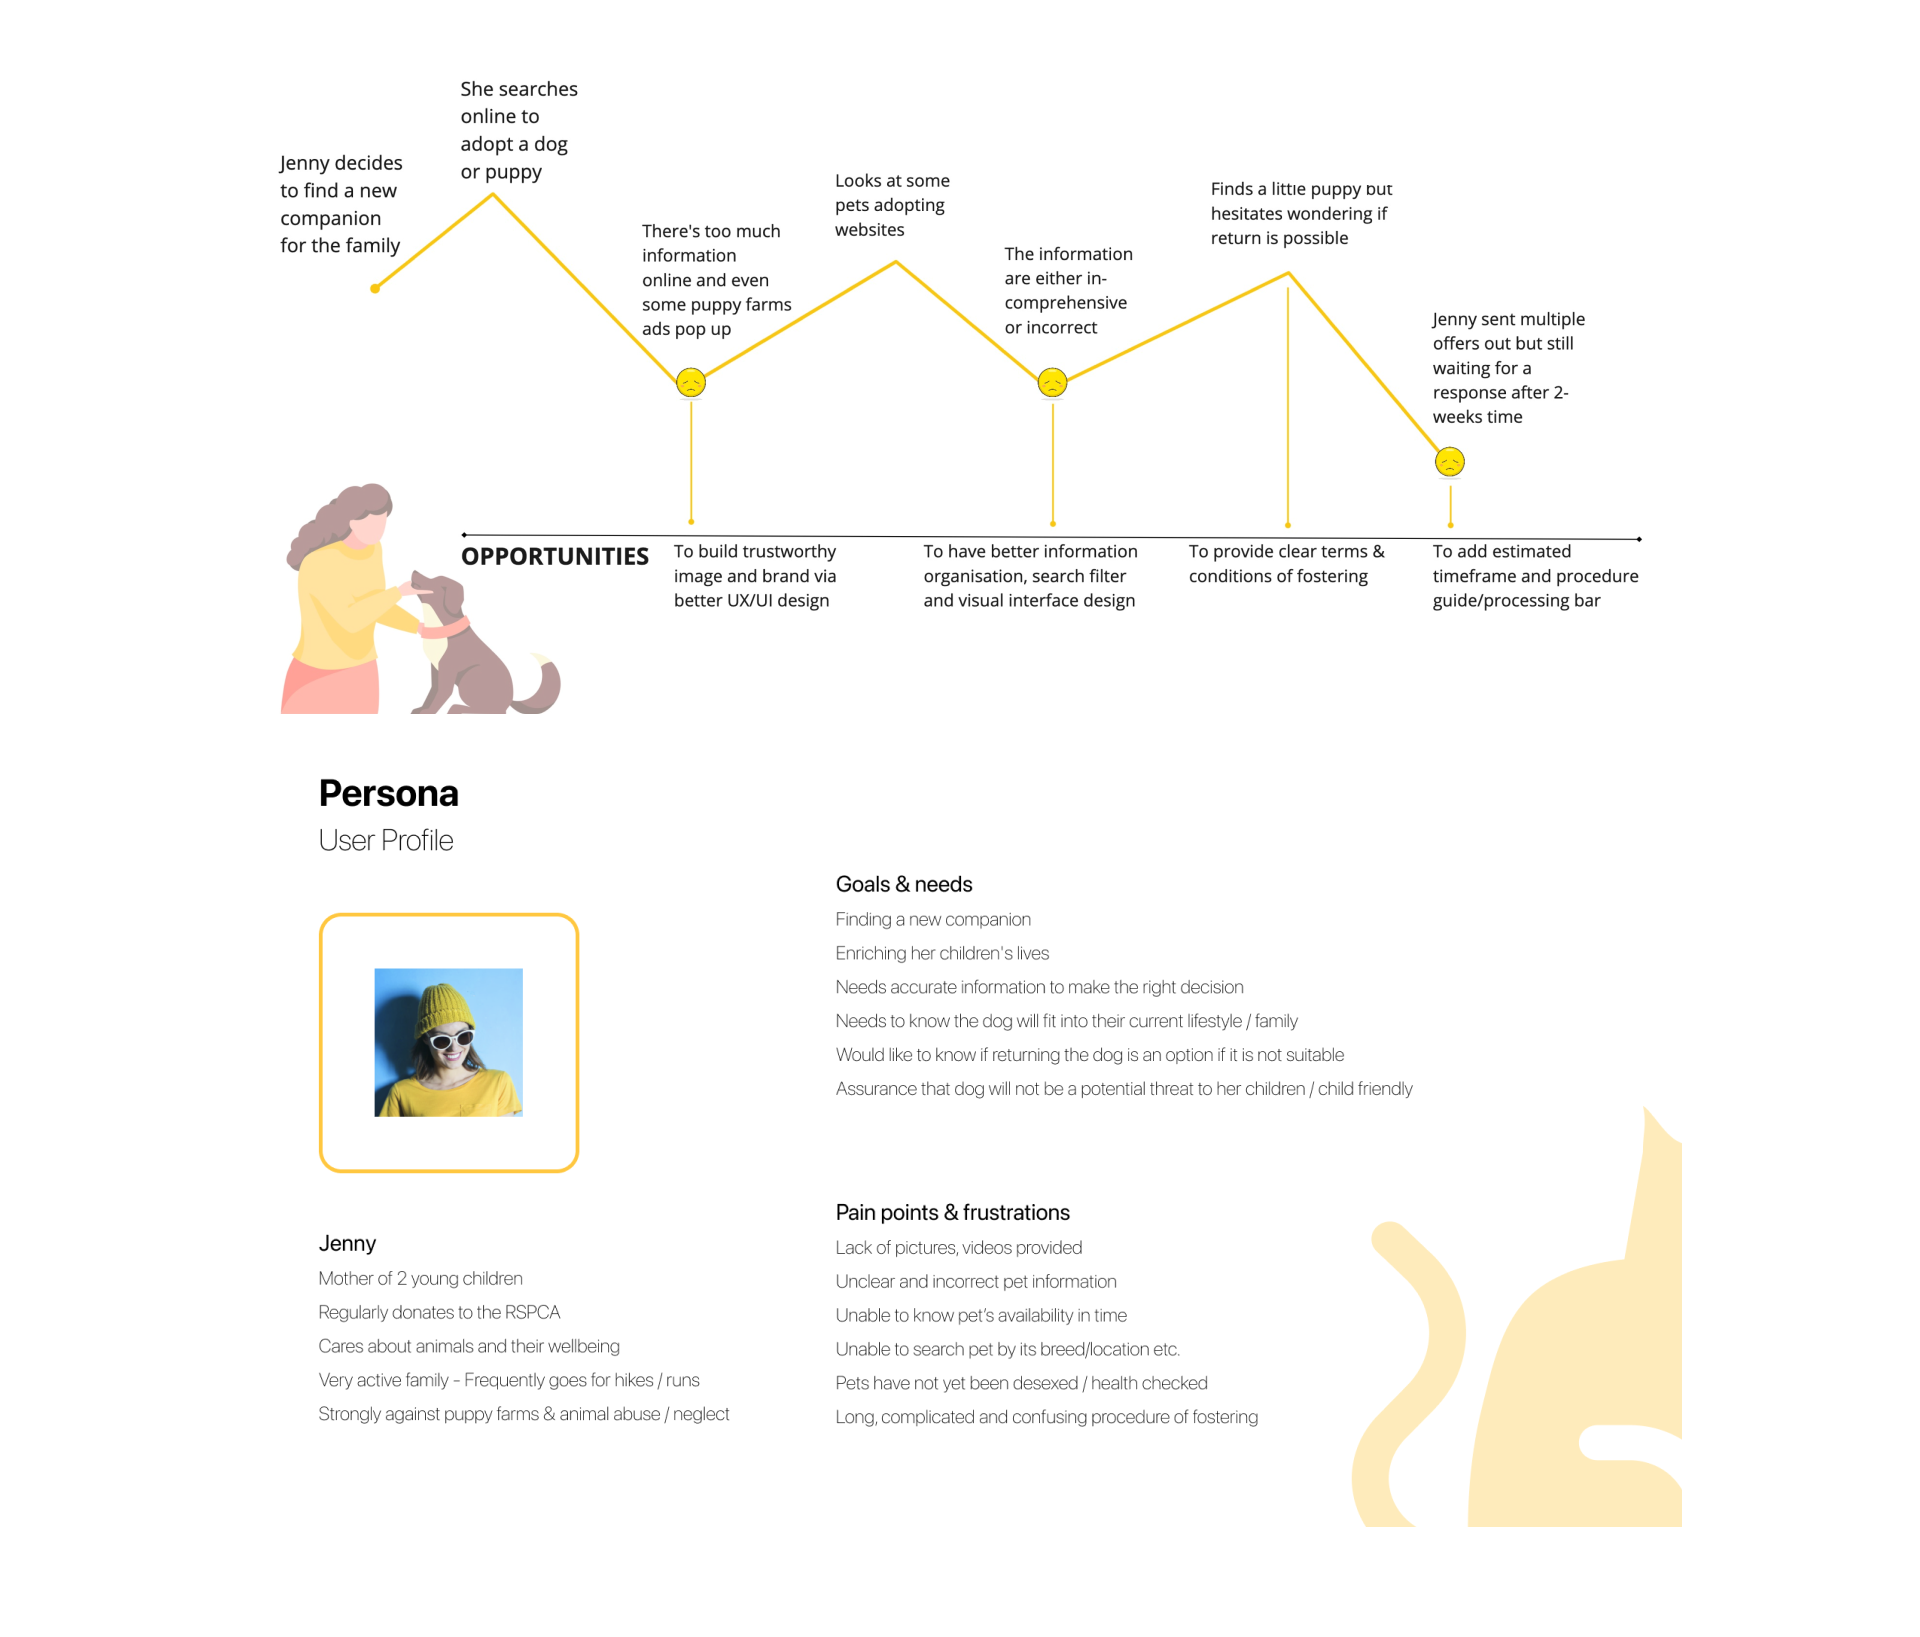 She searches
online to
adopt a dog
or puppy
Jenny decides
to find a new
companion
for the family
There's too much
information
online and even
some puppy farms
ads pop up
Looks at some
pets adopting
websites
The information
are either in-
comprehensive
or incorrect
Finds a little puppy but
hesitates wondering if
return is possible
Jenny sent multiple
offers out but still
waiting for a
response after 2-
weeks time
OPPORTUNITIES
To build trustworthy
image and brand via
better UX/UI design
To have better information
organisation, search filter
and visual interface design
To provide clear terms &
conditions of fostering
To add estimated
timeframe and procedure
guide/processing bar
Persona
User Profile
Jenny
Mother of 2 young children
Regularly donates to the RSPCA
Cares about animals and their wellbeing
Very active family - Frequently goes for hikes / runs
Strongly against puppy farms & animal abuse / neglect
Goals & needs
Finding a new companion
Enriching her children's lives
Needs accurate information to make the right decision
Needs to know the dog will fit into their current lifestyle / family
Would like to know if returning the dog is an option if it is not suitable
Assurance that dog will not be a potential threat to her children / child friendly
Pain points & frustrations
Lack of pictures, videos provided
Unclear and incorrect pet information
Unable to know pet’s availability in time
Unable to search pet by its breed/location etc.
Pets have not yet been desexed / health checked
Long, complicated and confusing procedure of fostering